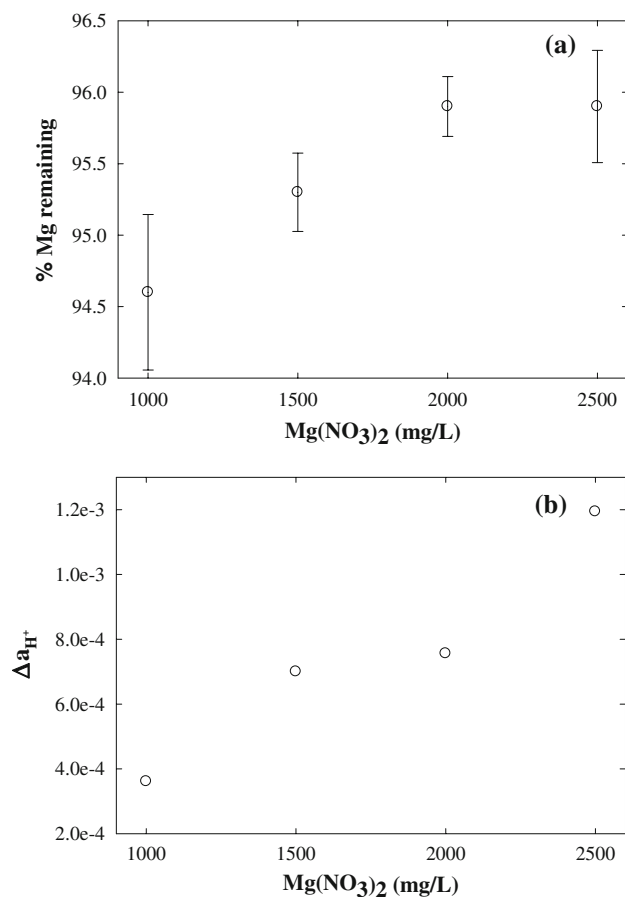 (a)
% Mg remaining
96.5
96.0
95.5
95.0
94.5
94.0
1000 1500 2000 2500
Mg(NO3)2 (mg/L)
(b)
ΔaH+
1.2e-3
1.0e-3
8.0e-4
6.0e-4
4.0e-4
2.0e-4
1000 1500 2000 2500
Mg(NO3)2 (mg/L)